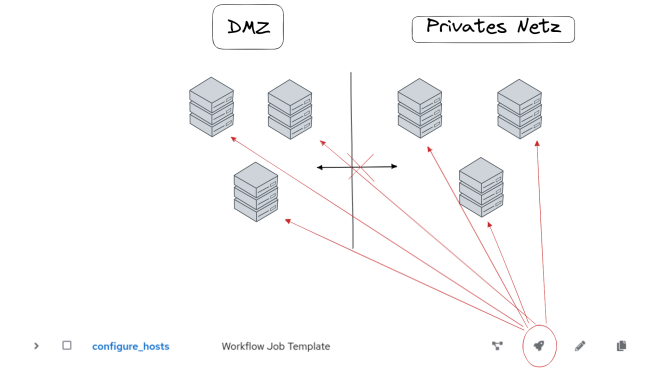 DMZ
Privates Netz
configure_hosts
Workflow Job Template